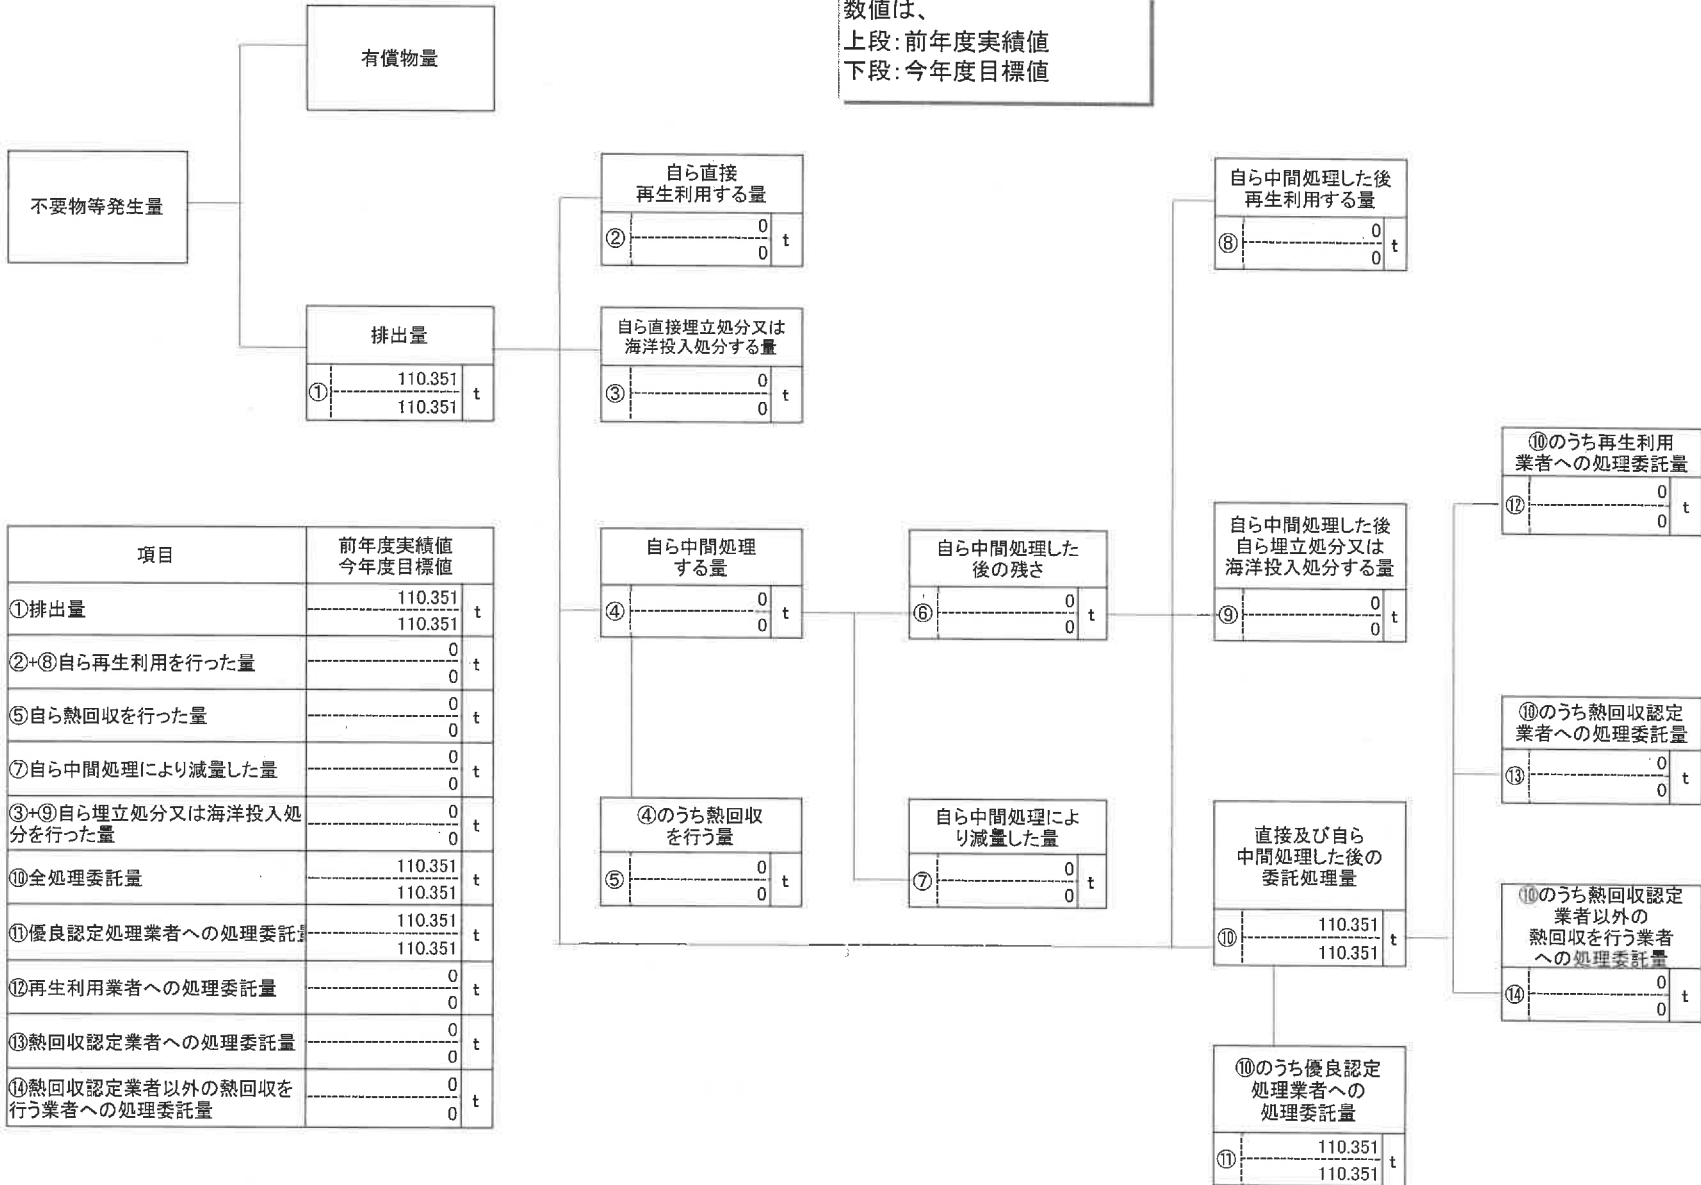 数値は、
上段:前年度実績値
下段:今年度目標値
有償物量
不要物等発生量
排出量
① 110.351 t
110.351
自ら直接
再生利用する量
② 0 t
0
自ら直接埋立処分又は
海洋投入処分する量
③ 0 t
0
自ら中間処理
する量
④ 0 t
0
④のうち熱回収
を行う量
⑤ 0 t
0
自ら中間処理した
後の残さ
⑥ 0 t
0
自ら中間処理によ
り減量した量
⑦ 0 t
0
自ら中間処理した後
再生利用する量
⑧ 0 t
0
自ら中間処理した後
自ら埋立処分又は
海洋投入処分する量
⑨ 0 t
0
直接及び自ら
中間処理した後の
委託処理量
⑩ 110.351 t
110.351
⑩のうち優良認定
処理業者への
処理委託量
⑪ 110.351 t
110.351
⑩のうち再生利用
業者への処理委託量
⑫ 0 t
0
⑩のうち熱回収認定
業者への処理委託量
⑬ 0 t
0
⑩のうち熱回収認定
業者以外の
熱回収を行う業者
への処理委託量
⑭ 0 t
0
項目 前年度実績値
今年度目標値
①排出量 110.351 t
110.351
②+⑧自ら再生利用を行った量 0 t
0
⑤自ら熱回収を行った量 0 t
0
⑦自ら中間処理により減量した量 0 t
0
③+⑨自ら埋立処分又は海洋投入処 0 t
分を行った量 0
⑩全処理委託量 110.351 t
110.351
⑪優良認定処理業者への処理委託 110.351 t
110.351
⑫再生利用業者への処理委託量 0 t
0
⑬熱回収認定業者への処理委託量 0 t
0
⑭熱回収認定業者以外の熱回収を 0 t
行う業者への処理委託量 0